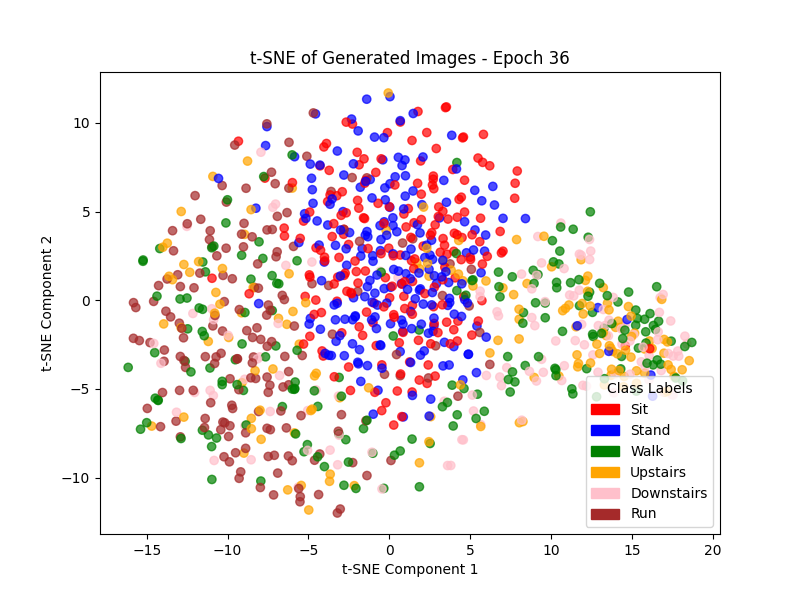 t-SNE of Generated Images - Epoch 36
t-SNE Component 2
10
5
0
−5
−10
−15
−10
−5
0
5
10
15
20
t-SNE Component 1
Class Labels
Sit
Stand
Walk
Upstairs
Downstairs
Run